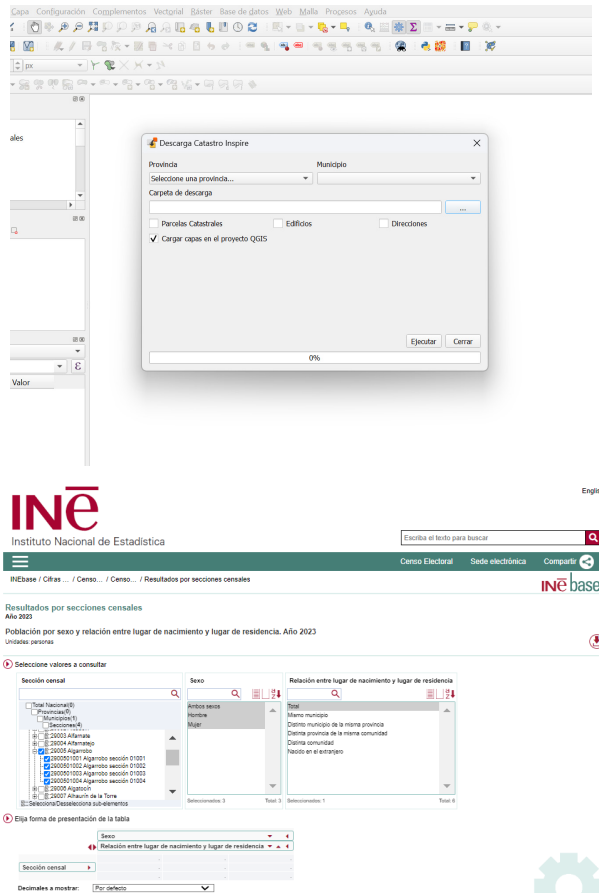 Capa Configuración Complementos Vectorial Ráster Base de datos Web Malla Procesos Ayuda
px
ales
Valor
Descarga Catastro Inspire
Provincia Municipio
Seleccione una provincia...
Carpeta de descarga
...
Parcelas Catastrales Edificios Direcciones
Cargar capas en el proyecto QGIS
Ejecutar Cerrar
0%
INē
Instituto Nacional de Estadística
Englis
Escriba el texto para buscar
Censo Electoral Sede electrónica Compartir
INEbase / Cifras ... / Censo... / Censo... / Resultados por secciones censales
INē base
Resultados por secciones censales
Año 2023
Población por sexo y relación entre lugar de nacimiento y lugar de residencia. Año 2023
Unidades: personas
Seleccione valores a consultar
Sección censal Sexo Relación entre lugar de nacimiento y lugar de residencia
Total Nacional(0)
Provincias(0)
Municipios(1)
Secciones(4)
29003 Alfarnate
29004 Alfarnatejo
29005 Algarrobo
2900501001 Algarrobo sección 01001
2900501002 Algarrobo sección 01002
2900501003 Algarrobo sección 01003
2900501004 Algarrobo sección 01004
29006 Algatocín
29007 Alhaurín de la Torre
Selecciona/Desselecciona sub-elementos
Ambos sexos
Hombre
Mujer
Seleccionados: 3 Total: 3
Total
Mismo municipio
Distinto municipio de la misma provincia
Distinta provincia de la misma comunidad
Distinta comunidad
Nacido en el extranjero
Seleccionados: 1 Total: 6
Elija forma de presentación de la tabla
Sexo
Relación entre lugar de nacimiento y lugar de residencia
Sección censal
Decimales a mostrar: Por defecto